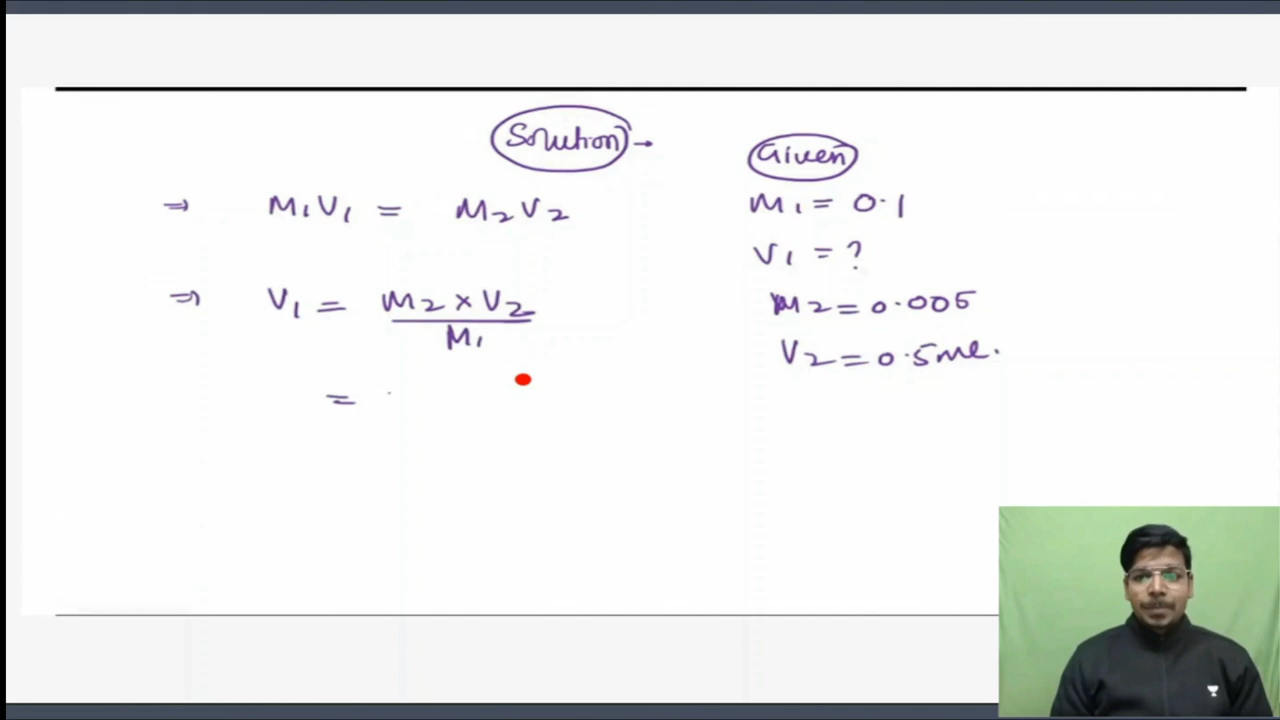 Solution →
Given
⇒ M1V1 = M2V2
M1 = 0.1
V1 = ?
⇒ V1 = M2 × V2 / M1
M2 = 0.005
V2 = 0.5ml.
=